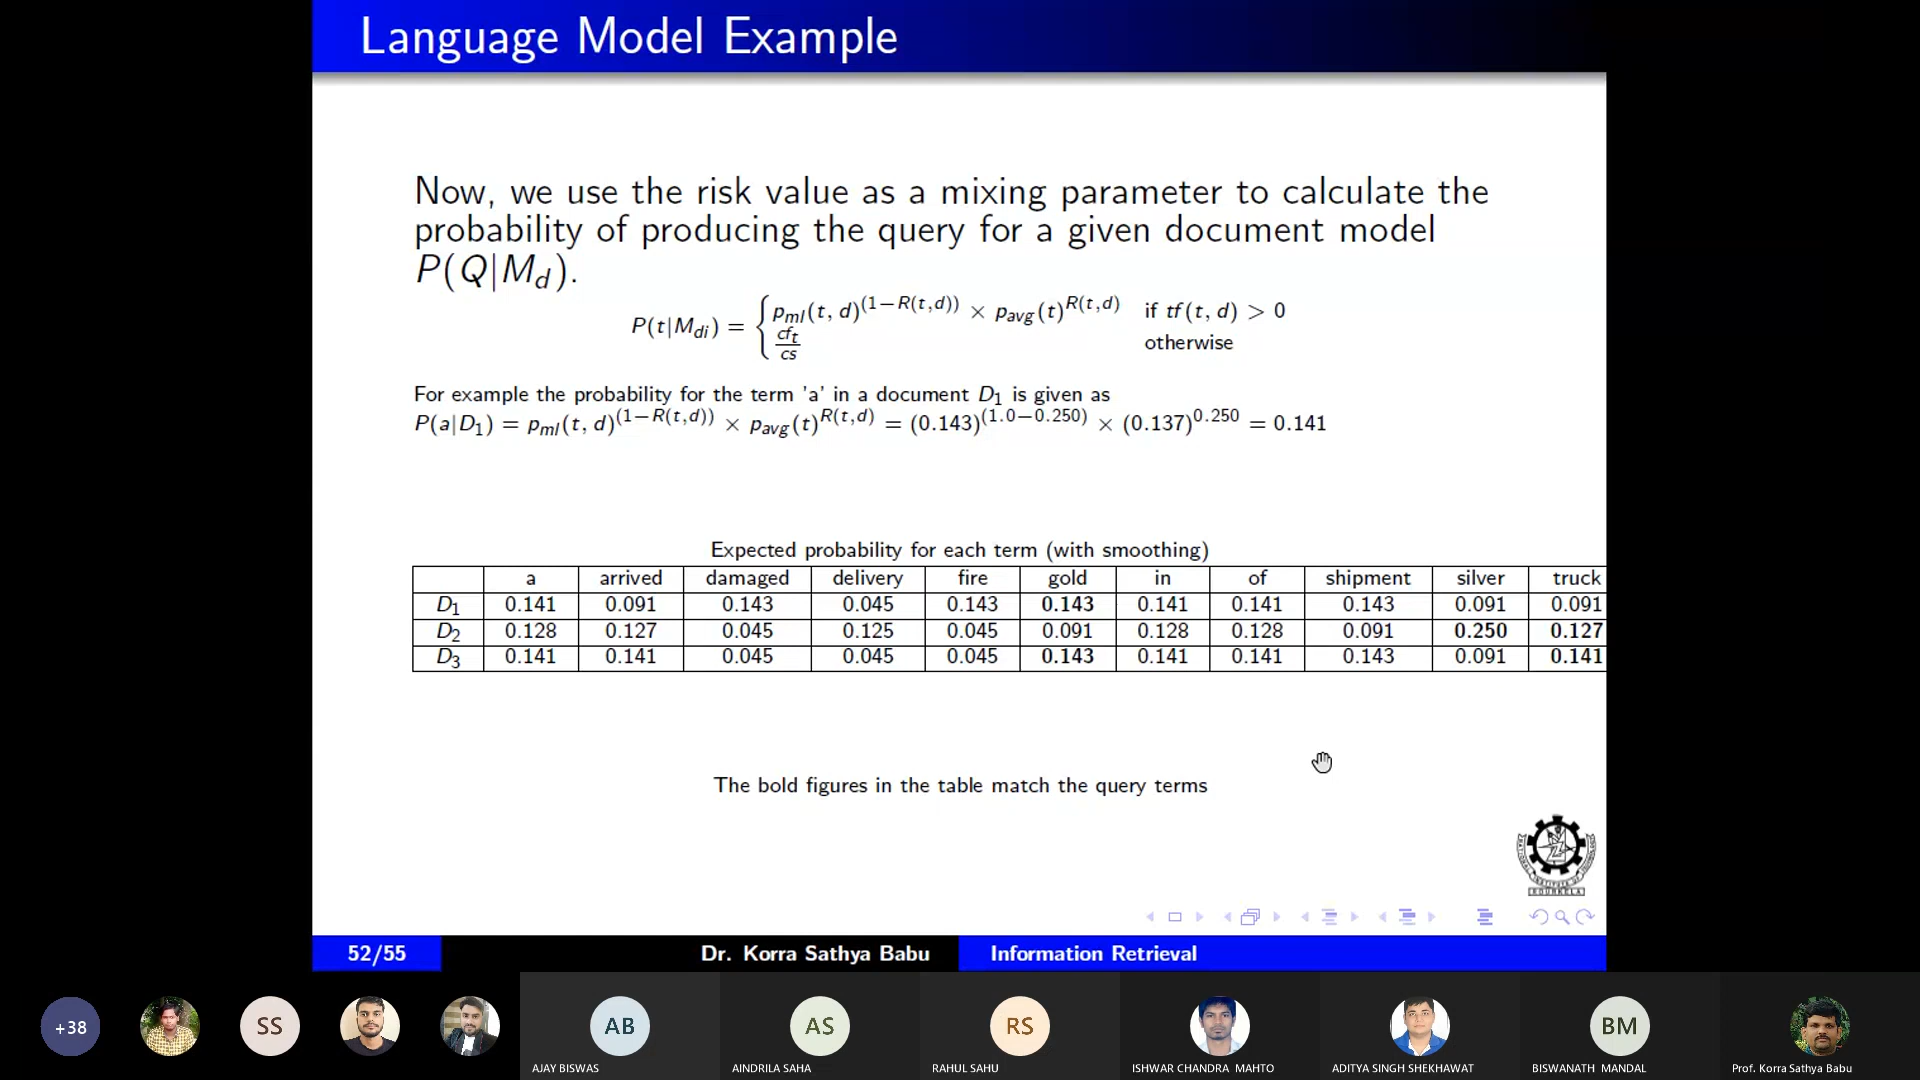 Language Model Example
Now, we use the risk value as a mixing parameter to calculate the
probability of producing the query for a given document model
P(Q|M_d).
P(t|M_di) = { p_ml(t, d)^(1−R(t,d)) × p_avg(t)^R(t,d) if tf(t, d) > 0
cf_t/cs otherwise
For example the probability for the term 'a' in a document D_1 is given as
P(a|D_1) = p_ml(t, d)^(1−R(t,d)) × p_avg(t)^R(t,d) = (0.143)^(1.0−0.250) × (0.137)^0.250 = 0.141
Expected probability for each term (with smoothing)
a arrived damaged delivery fire gold in of shipment silver truck
D_1 0.141 0.091 0.143 0.045 0.143 0.143 0.141 0.141 0.143 0.091 0.091
D_2 0.128 0.127 0.045 0.125 0.045 0.091 0.128 0.128 0.091 0.250 0.127
D_3 0.141 0.141 0.045 0.045 0.045 0.143 0.141 0.141 0.143 0.091 0.141
The bold figures in the table match the query terms
52/55 Dr. Korra Sathya Babu Information Retrieval
+38 SS AB AS RS BM
AJAY BISWAS AINDRILA SAHA RAHUL SAHU ISHWAR CHANDRA MAHTO ADITYA SINGH SHEKHAWAT BISWANATH MANDAL Prof. Korra Sathya Babu